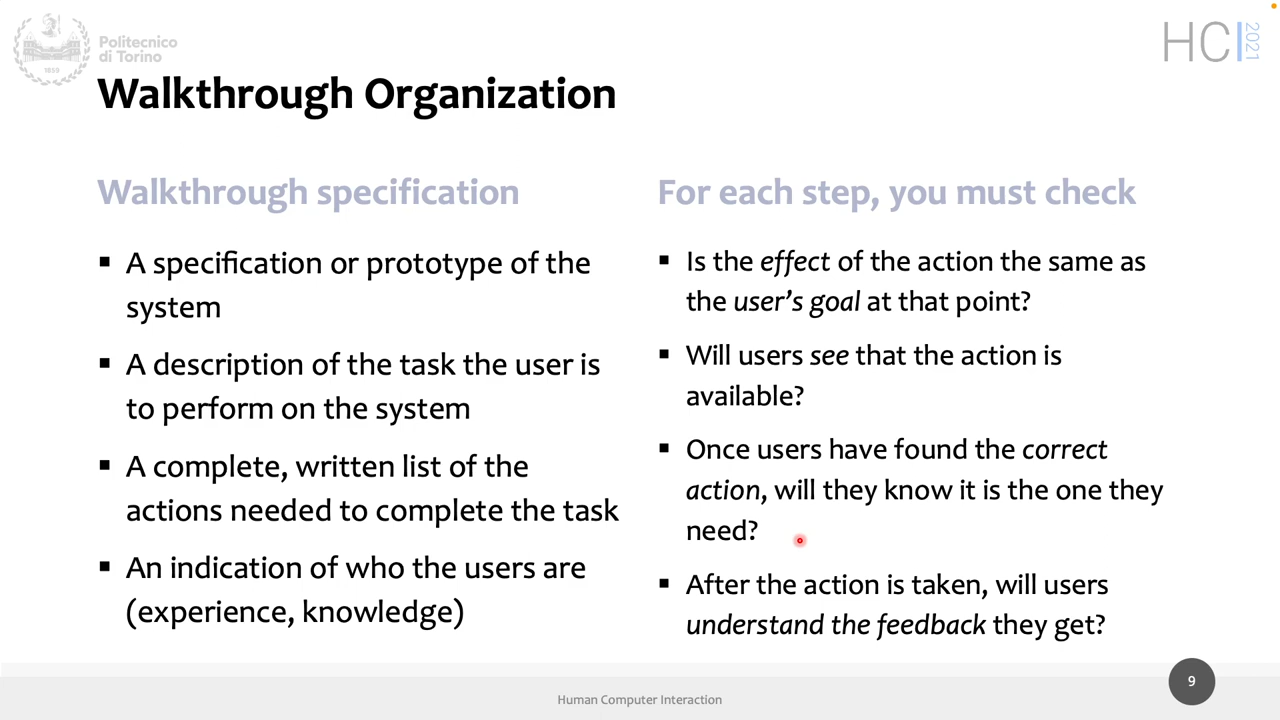 Politecnico
di Torino
1859
HCI 2021
Walkthrough Organization
Walkthrough specification
▪ A specification or prototype of the
system
▪ A description of the task the user is
to perform on the system
▪ A complete, written list of the
actions needed to complete the task
▪ An indication of who the users are
(experience, knowledge)
For each step, you must check
▪ Is the effect of the action the same as
the user’s goal at that point?
▪ Will users see that the action is
available?
▪ Once users have found the correct
action, will they know it is the one they
need?
▪ After the action is taken, will users
understand the feedback they get?
Human Computer Interaction
9